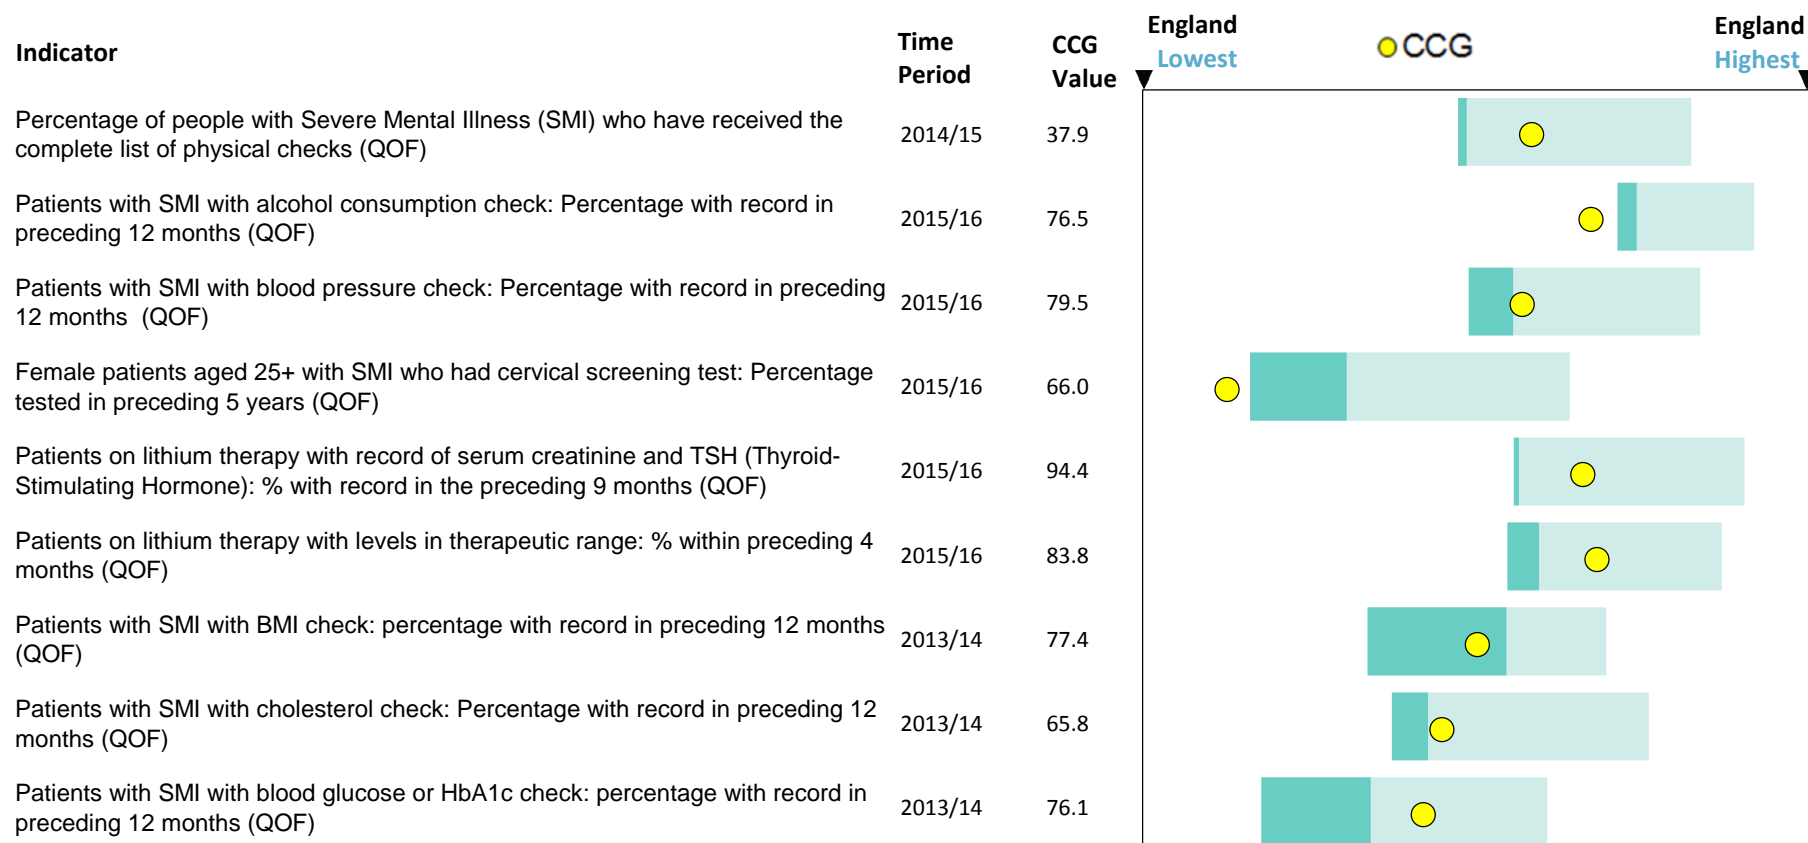 Indicator
Time
Period
CCG
Value
England
Lowest
CCG
England
Highest
Percentage of people with Severe Mental Illness (SMI) who have received the
complete list of physical checks (QOF)
2014/15
37.9
Patients with SMI with alcohol consumption check: Percentage with record in
preceding 12 months (QOF)
2015/16
76.5
Patients with SMI with blood pressure check: Percentage with record in preceding
12 months  (QOF)
2015/16
79.5
Female patients aged 25+ with SMI who had cervical screening test: Percentage
tested in preceding 5 years (QOF)
2015/16
66.0
Patients on lithium therapy with record of serum creatinine and TSH (Thyroid-
Stimulating Hormone): % with record in the preceding 9 months (QOF)
2015/16
94.4
Patients on lithium therapy with levels in therapeutic range: % within preceding 4
months (QOF)
2015/16
83.8
Patients with SMI with BMI check: percentage with record in preceding 12 months
(QOF)
2013/14
77.4
Patients with SMI with cholesterol check: Percentage with record in preceding 12
months (QOF)
2013/14
65.8
Patients with SMI with blood glucose or HbA1c check: percentage with record in
preceding 12 months (QOF)
2013/14
76.1